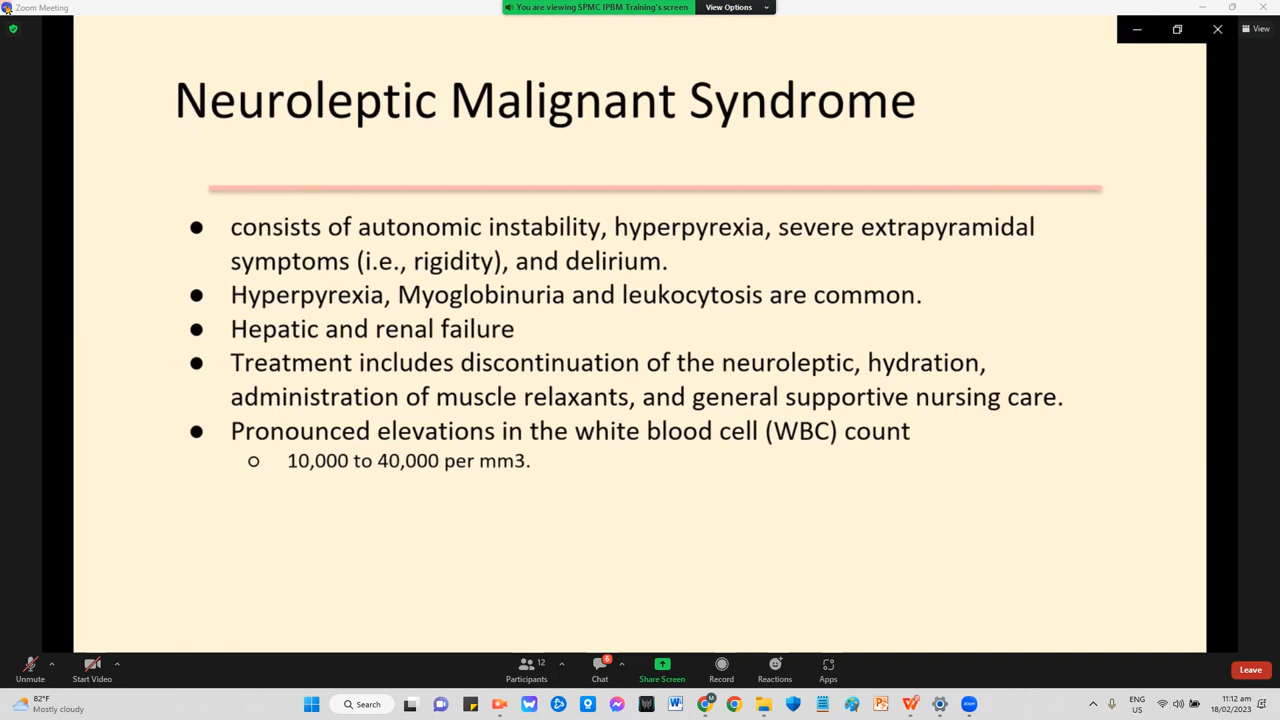 Zoom Meeting
You are viewing SPMC IPBM Training's screen
View Options
View
Neuroleptic Malignant Syndrome
● consists of autonomic instability, hyperpyrexia, severe extrapyramidal
symptoms (i.e., rigidity), and delirium.
● Hyperpyrexia, Myoglobinuria and leukocytosis are common.
● Hepatic and renal failure
● Treatment includes discontinuation of the neuroleptic, hydration,
administration of muscle relaxants, and general supportive nursing care.
● Pronounced elevations in the white blood cell (WBC) count
○ 10,000 to 40,000 per mm3.
Unmute
Start Video
12
Participants
6
Chat
Share Screen
Record
Reactions
Apps
Leave
82°F
Mostly cloudy
Search
ENG
US
11:12 am
18/02/2023